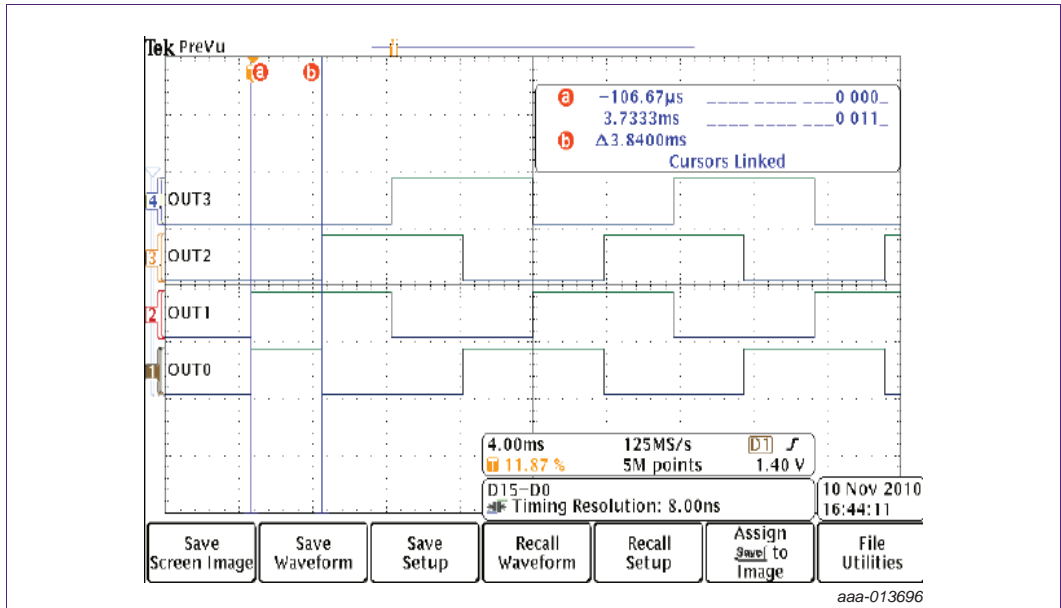 Tek PreVu
a b
a -106.67µs ____ ____ ___0 000_
3.7333ms ____ ____ ___0 011_
b Δ3.8400ms
Cursors Linked
4 OUT3
3 OUT2
2 OUT1
1 OUT0
4.00ms 125MS/s D1
T 11.87 % 5M points 1.40 V
D15-D0
Timing Resolution: 8.00ns
10 Nov 2010
16:44:11
Save Screen Image
Save Waveform
Save Setup
Recall Waveform
Recall Setup
Assign Save to Image
File Utilities
aaa-013696